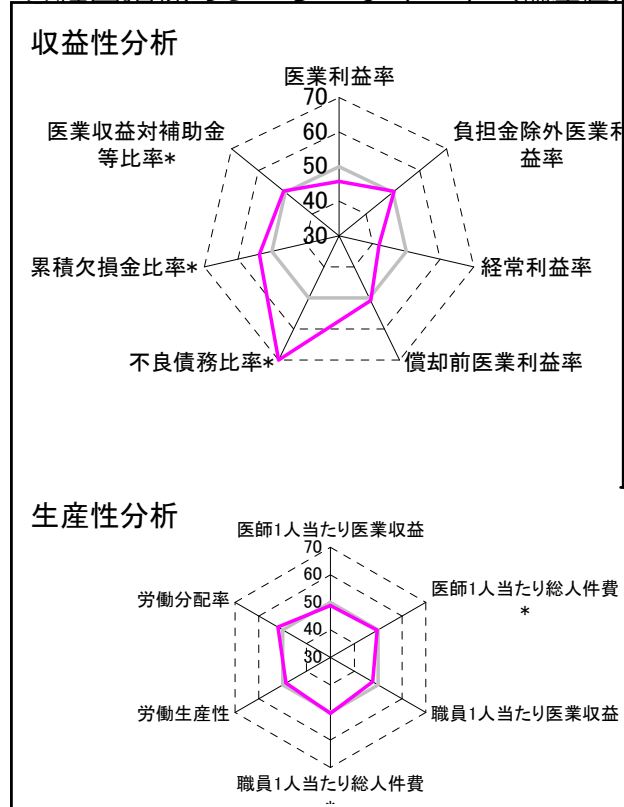 収益性分析
医業利益率
70
60
50
40
30
医業収益対補助金
等比率*
負担金除外医業利
益率
累積欠損金比率*
経常利益率
不良債務比率*
償却前医業利益率
生産性分析
医師1人当たり医業収益
70
60
50
40
30
労働分配率
医師1人当たり総人件費
*
労働生産性
職員1人当たり医業収益
職員1人当たり総人件費
*